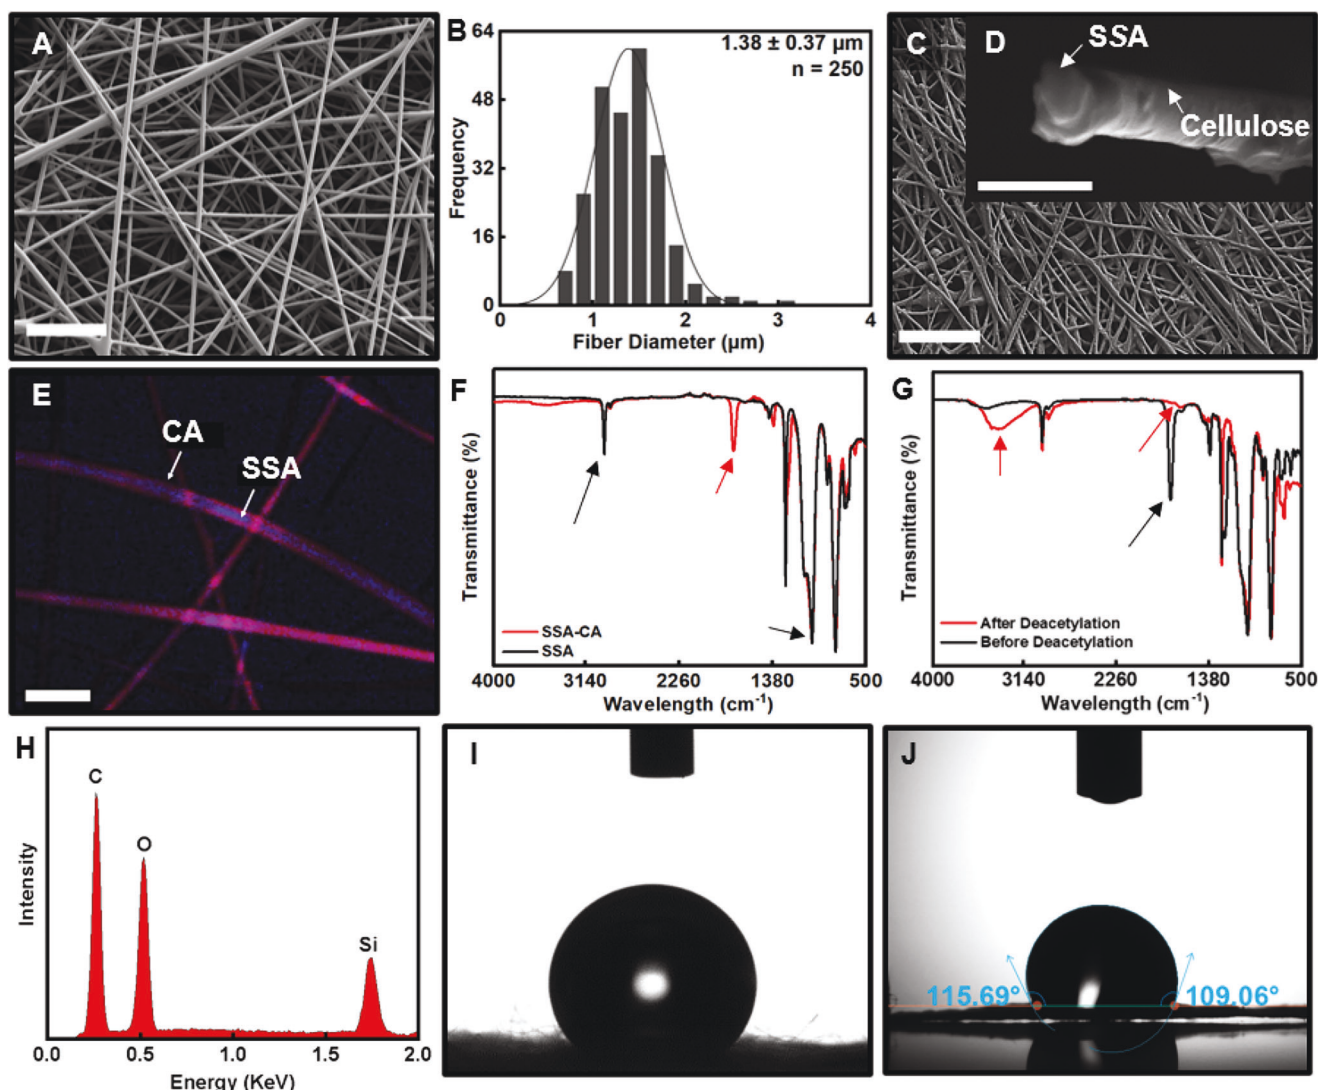 A
B
64
48
32
16
0
Frequency
1.38 ± 0.37 µm
n = 250
0 1 2 3 4
Fiber Diameter (µm)
C
D
SSA
Cellulose
E
CA
SSA
F
Transmittance (%)
SSA-CA
SSA
4000 3140 2260 1380 500
Wavelength (cm-1)
G
Transmittance (%)
After Deacetylation
Before Deacetylation
4000 3140 2260 1380 500
Wavelength (cm-1)
H
C
O
Si
Intensity
0.0 0.5 1.0 1.5 2.0
Energy (KeV)
I
J
115.69° 109.06°